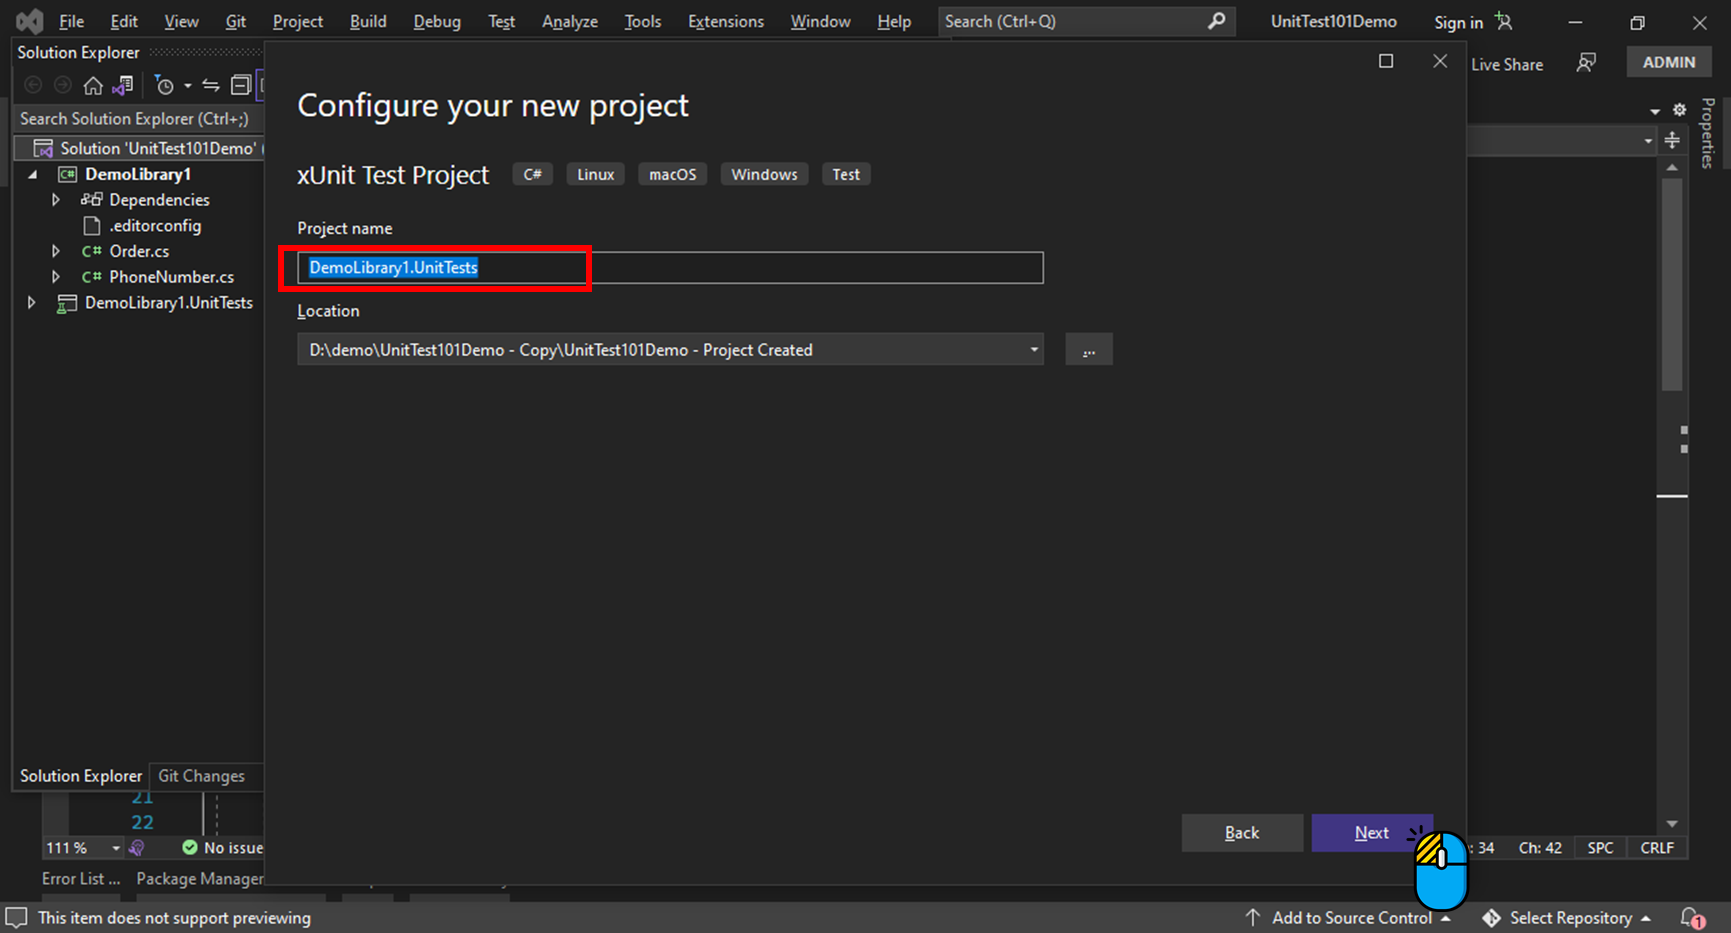 File Edit View Git Project Build Debug Test Analyze Tools Extensions Window Help Search (Ctrl+Q) UnitTest101Demo Sign in
Solution Explorer
Live Share ADMIN
Configure your new project
Search Solution Explorer (Ctrl+;)
Properties
Solution 'UnitTest101Demo' (
DemoLibrary1
Dependencies
.editorconfig
Order.cs
PhoneNumber.cs
DemoLibrary1.UnitTests
xUnit Test Project C# Linux macOS Windows Test
Project name
DemoLibrary1.UnitTests
Location
D:\demo\UnitTest101Demo - Copy\UnitTest101Demo - Project Created
...
Solution Explorer Git Changes
21
22
Back Next
111 % No issue : 34 Ch: 42 SPC CRLF
Error List ... Package Manager
This item does not support previewing Add to Source Control Select Repository 1